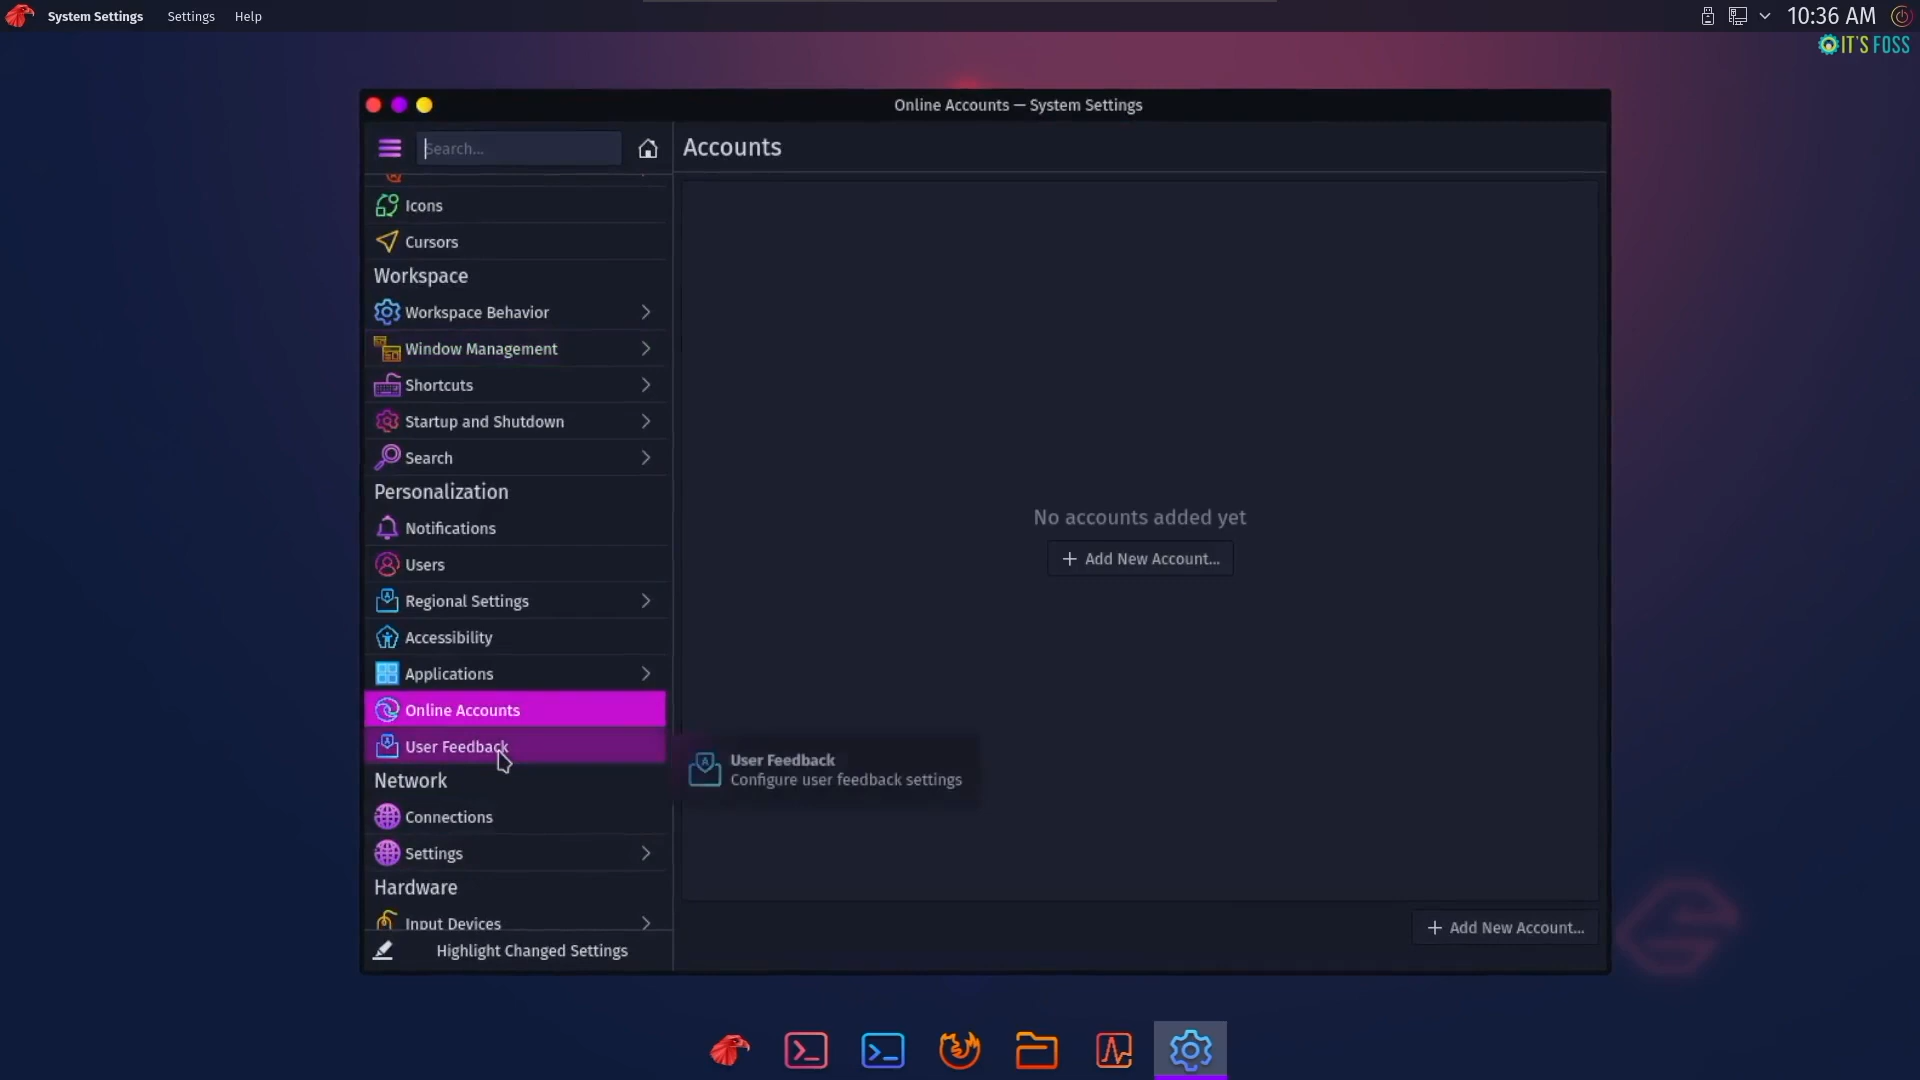 System Settings Settings Help 10:36 AM
IT'S FOSS
Online Accounts — System Settings
Search...
Accounts
Icons
Cursors
Workspace
Workspace Behavior
Window Management
Shortcuts
Startup and Shutdown
Search
Personalization
Notifications
Users
Regional Settings
Accessibility
Applications
Online Accounts
User Feedback
Network
Connections
Settings
Hardware
Input Devices
Highlight Changed Settings
No accounts added yet
Add New Account...
User Feedback
Configure user feedback settings
Add New Account...